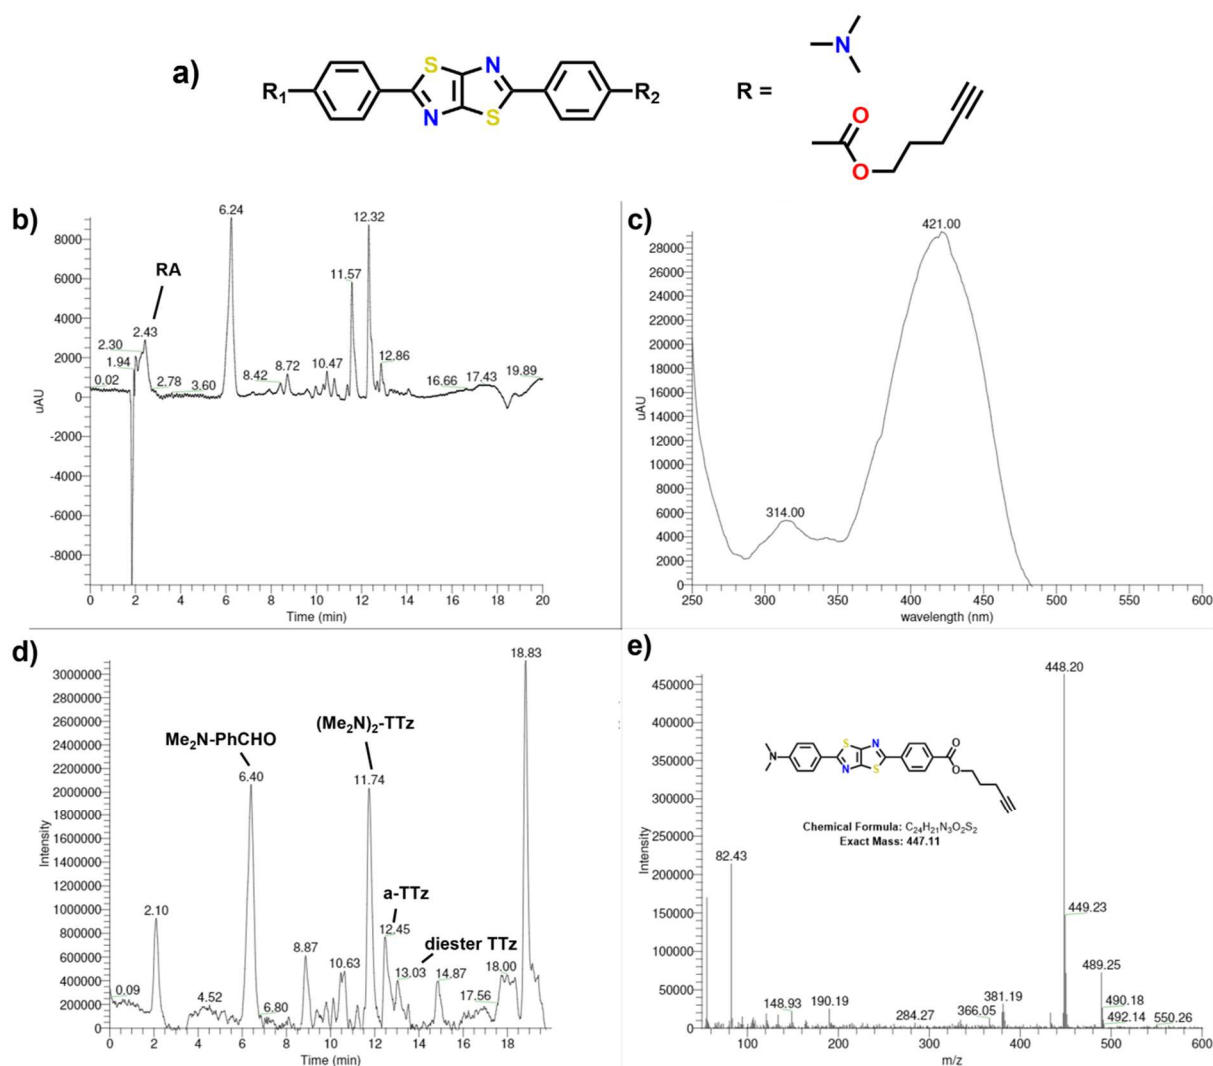 a)
R1
S
N
N
S
R2
R =
N
O
O
b)
RA
6.24
12.32
11.57
2.43
2.30
1.94
0.02
2.78
3.60
8.42
8.72
10.47
12.86
16.66
17.43
19.89
8000
6000
4000
2000
0
-2000
-4000
-6000
-8000
uAU
0 2 4 6 8 10 12 14 16 18 20
Time (min)
c)
421.00
314.00
28000
26000
24000
22000
20000
18000
16000
14000
12000
10000
8000
6000
4000
2000
0
250 300 350 400 450 500 550 600
wavelength (nm)
d)
18.83
(Me2N)2-TTz
Me2N-PhCHO
6.40
11.74
a-TTz
12.45
diester TTz
2.10
8.87
10.63
13.03
14.87
18.00
0.09
4.52
6.80
17.56
3000000
2800000
2600000
2400000
2200000
2000000
1800000
1600000
1400000
1200000
1000000
800000
600000
400000
200000
0
Intensity
0 2 4 6 8 10 12 14 16 18
Time (min)
e)
448.20
N
S
N
N
S
O
O
Chemical Formula: C24H21N3O2S2
Exact Mass: 447.11
82.43
449.23
489.25
490.18
492.14
550.26
148.93
190.19
284.27
366.05
381.19
450000
400000
350000
300000
250000
200000
150000
100000
50000
0
Intensity
100 200 300 400 500 600
m/z